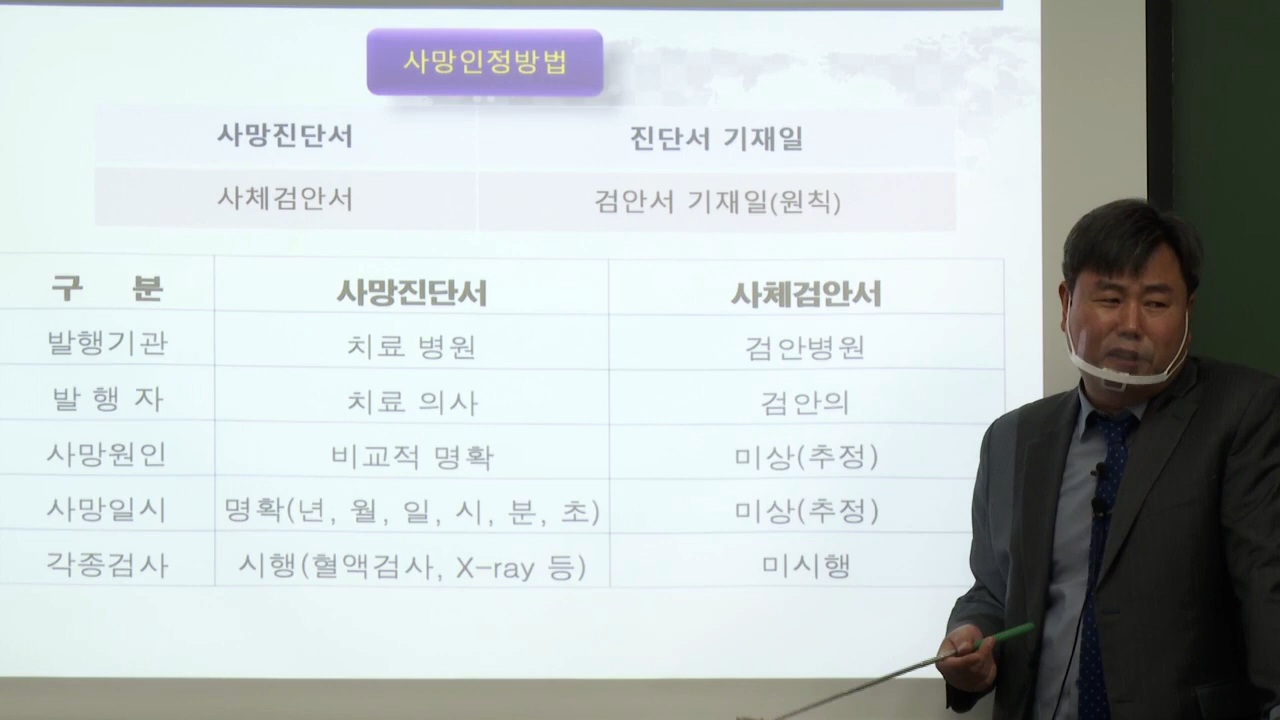 사망인정방법
사망진단서 진단서 기재일
사체검안서 검안서 기재일(원칙)
구 분 사망진단서 사체검안서
발행기관 치료 병원 검안병원
발 행 자 치료 의사 검안의
사망원인 비교적 명확 미상(추정)
사망일시 명확(년, 월, 일, 시, 분, 초) 미상(추정)
각종검사 시행(혈액검사, X-ray 등) 미시행